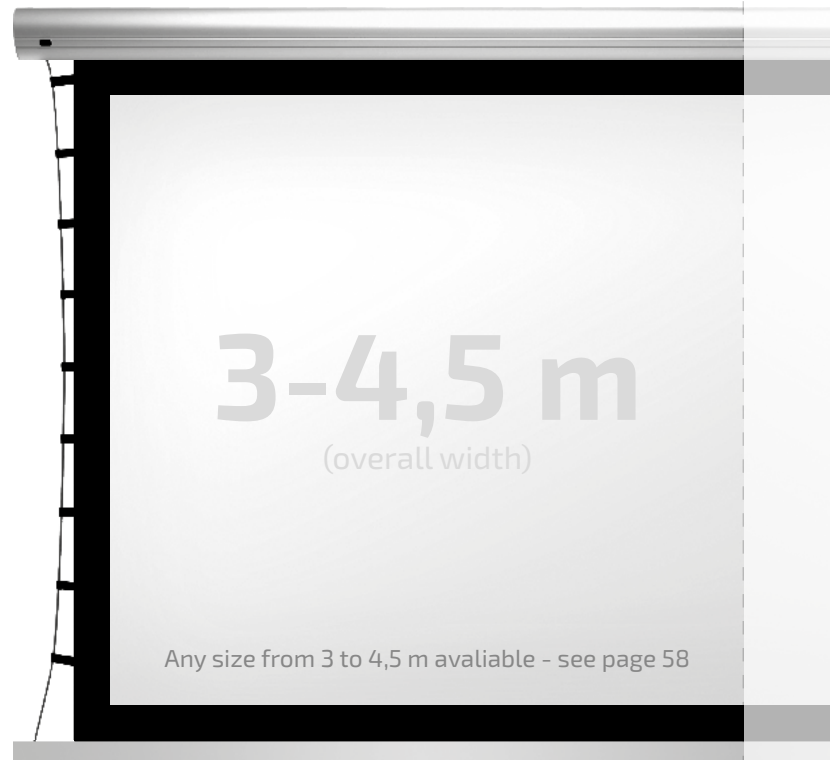 3-4,5 m
(overall width)
Any size from 3 to 4,5 m avaliable - see page 58